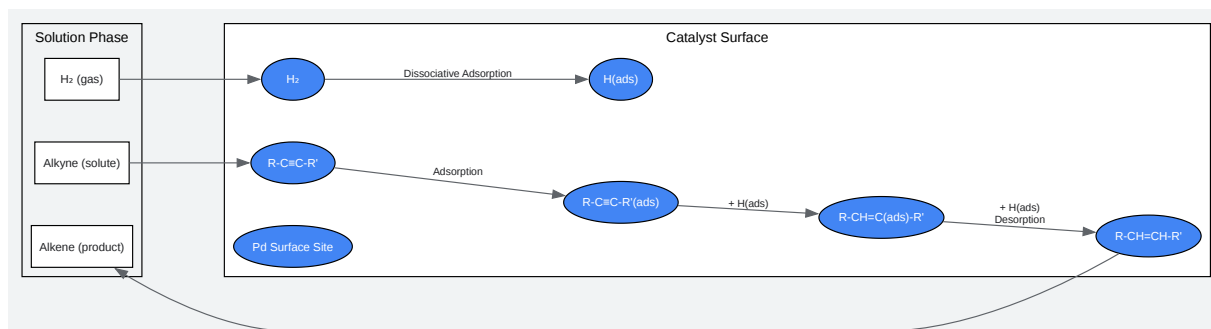 Solution Phase
Catalyst Surface
H₂ (gas)
H₂
Dissociative Adsorption
H(ads)
Alkyne (solute)
R-C≡C-R'
Adsorption
R-C≡C-R'(ads)
+ H(ads)
R-CH=C(ads)-R'
+ H(ads)
Desorption
R-CH=CH-R'
Alkene (product)
Pd Surface Site